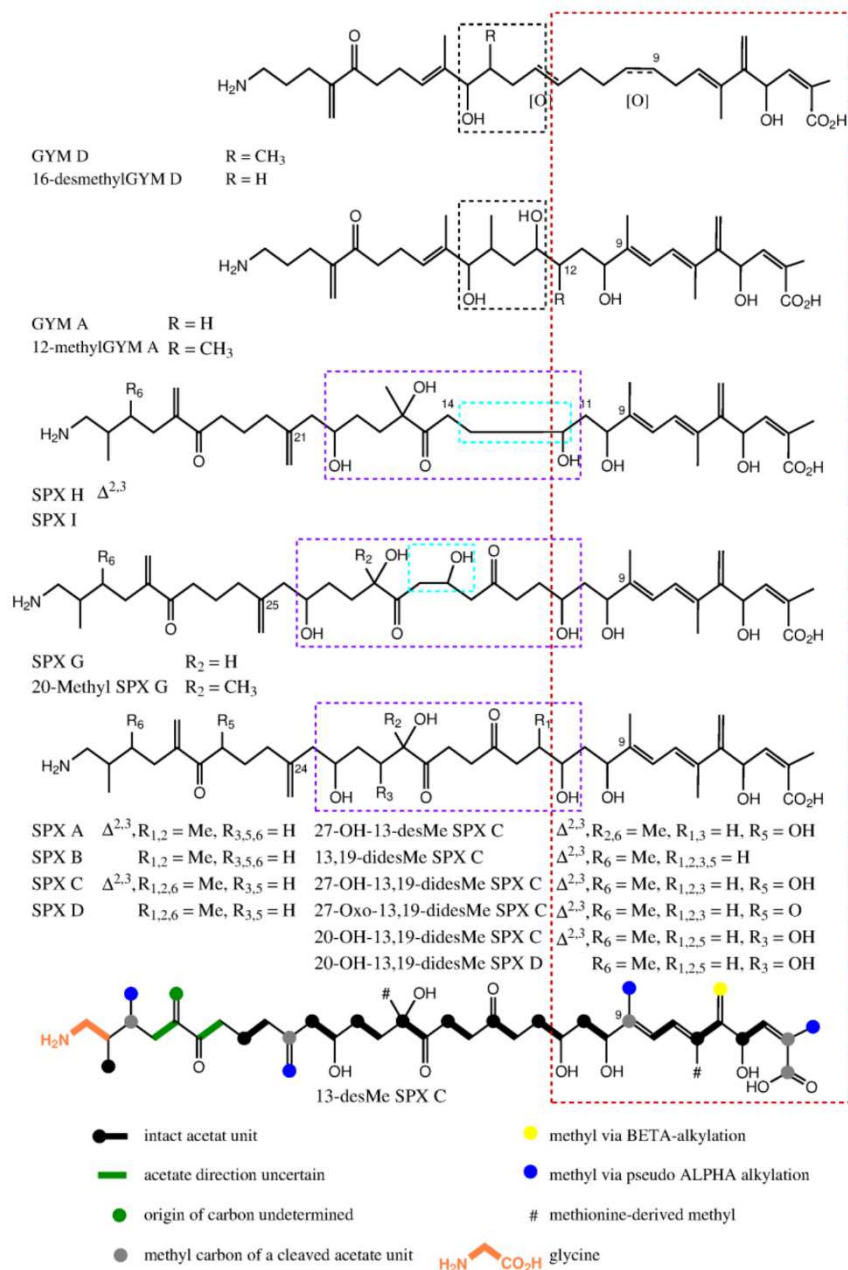 O R 9
H₂N OH [O] [O] OH CO₂H
GYM D R = CH₃
16-desmethylGYM D R = H
O HO 9
H₂N OH 12 R OH OH CO₂H
GYM A R = H
12-methylGYM A R = CH₃
R₆ OH 14 11 9
H₂N O 21 OH O OH OH OH CO₂H
SPX H Δ²,³
SPX I
R₆ R₂ OH OH O 9
H₂N O 25 OH O OH OH OH CO₂H
SPX G R₂ = H
20-Methyl SPX G R₂ = CH₃
R₆ R₅ R₂ OH O R₁ 9
H₂N O 24 OH R₃ O OH OH OH CO₂H
SPX A Δ²,³,R₁,₂ = Me, R₃,₅,₆ = H 27-OH-13-desMe SPX C Δ²,³,R₂,₆ = Me, R₁,₃ = H, R₅ = OH
SPX B R₁,₂ = Me, R₃,₅,₆ = H 13,19-didesMe SPX C Δ²,³,R₆ = Me, R₁,₂,₃,₅ = H
SPX C Δ²,³,R₁,₂,₆ = Me, R₃,₅ = H 27-OH-13,19-didesMe SPX C Δ²,³,R₆ = Me, R₁,₂,₃ = H, R₅ = OH
SPX D R₁,₂,₆ = Me, R₃,₅ = H 27-Oxo-13,19-didesMe SPX C Δ²,³,R₆ = Me, R₁,₂,₃ = H, R₅ = O
20-OH-13,19-didesMe SPX C Δ²,³,R₆ = Me, R₁,₂,₅ = H, R₃ = OH
20-OH-13,19-didesMe SPX D R₆ = Me, R₁,₂,₅ = H, R₃ = OH
# OH O 9
H₂N O OH O OH OH # OH HO O
13-desMe SPX C
intact acetat unit methyl via BETA-alkylation
acetate direction uncertain methyl via pseudo ALPHA alkylation
origin of carbon undetermined # methionine-derived methyl
methyl carbon of a cleaved acetate unit H₂N CO₂H glycine